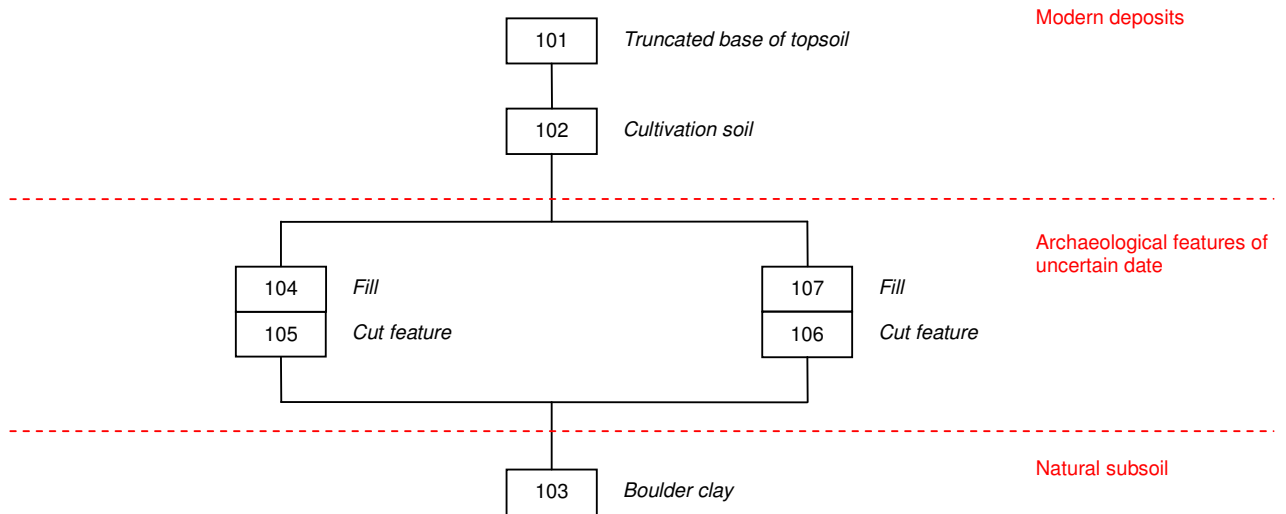 Modern deposits
101 Truncated base of topsoil
102 Cultivation soil
Archaeological features of
uncertain date
104 Fill 107 Fill
105 Cut feature 106 Cut feature
Natural subsoil
103 Boulder clay